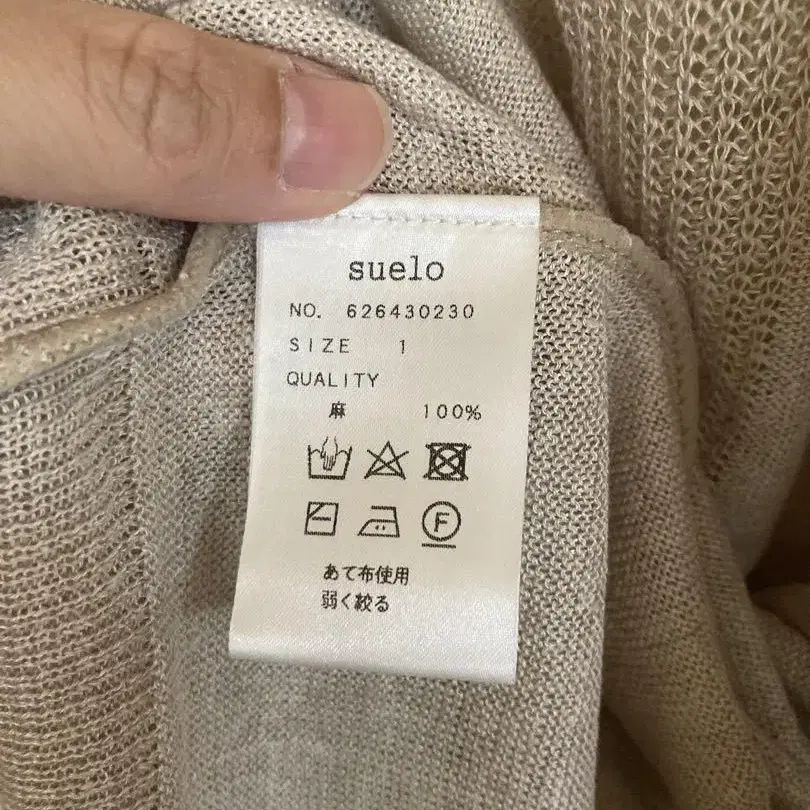 suelo
NO. 626430230
SIZE 1
QUALITY
麻 100%
F
あて布使用
弱く絞る